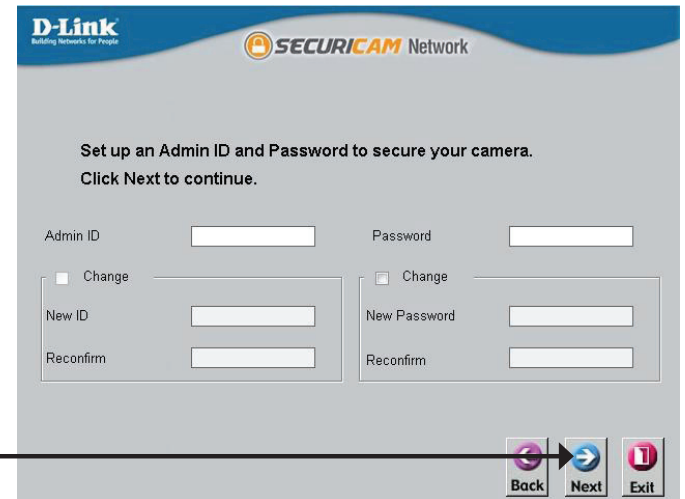 D-Link
Building Networks for People
SECURICAM Network
Set up an Admin ID and Password to secure your camera.
Click Next to continue.
Admin ID
Password
Change
Change
New ID
New Password
Reconfirm
Reconfirm
Back
Next
Exit